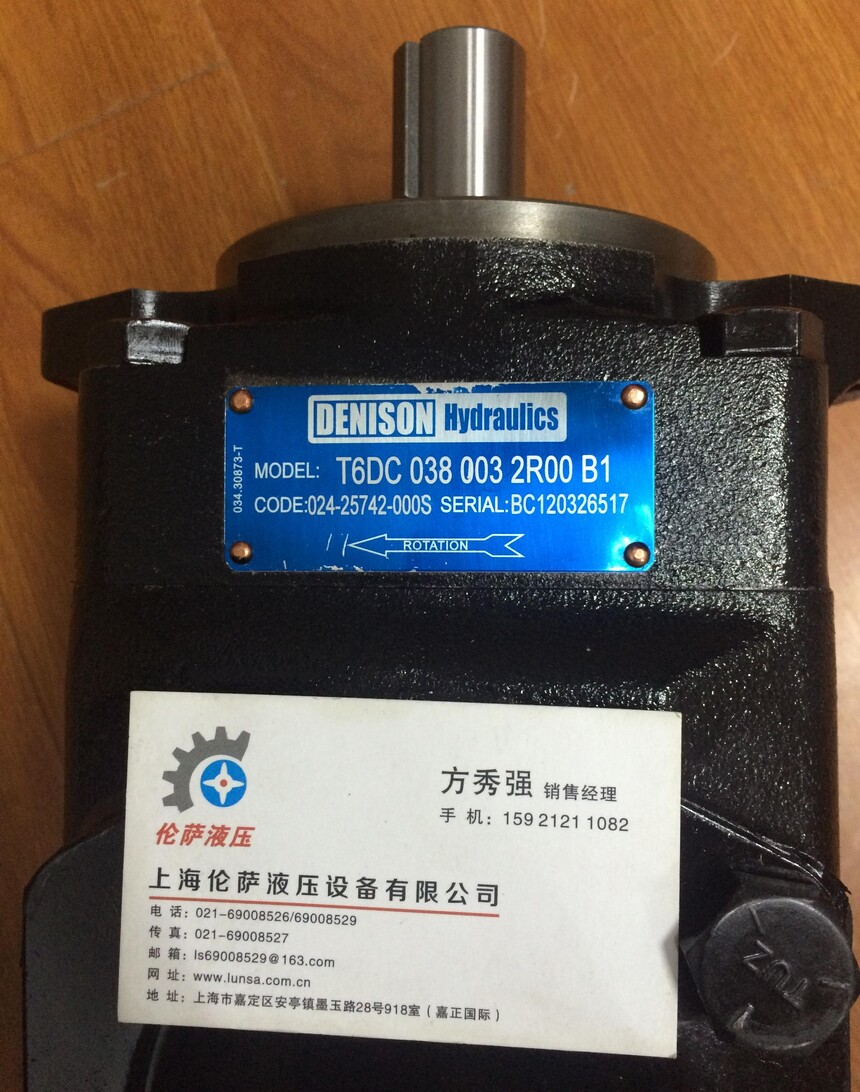 DENISON Hydraulics
034.30873-T
MODEL: T6DC 038 003 2R00 B1
CODE:024-25742-000S SERIAL:BC120326517
ROTATION
伦萨液压
方秀强 销售经理
手 机: 159 2121 1082
上海伦萨液压设备有限公司
电 话: 021-69008526/69008529
传 真: 021-69008527
邮 箱: ls69008529@163.com
网 址: www.lunsa.com.cn
地 址: 上海市嘉定区安亭镇墨玉路28号918室(嘉正国际)